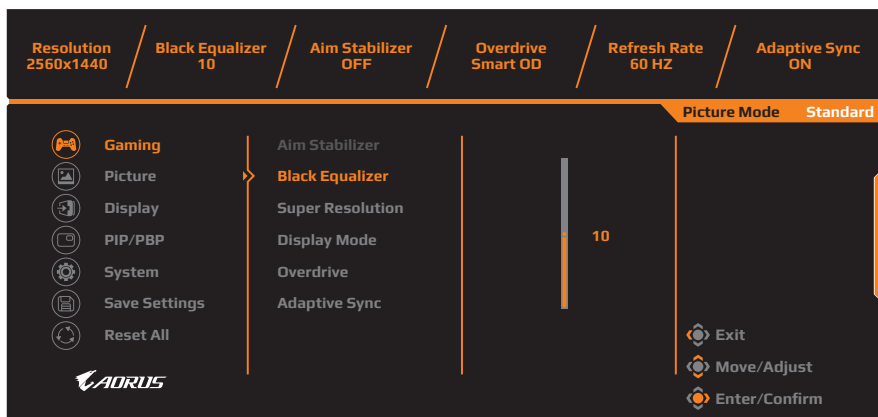 Resolution
2560x1440
Black Equalizer
10
Aim Stabilizer
OFF
Overdrive
Smart OD
Refresh Rate
60 HZ
Adaptive Sync
ON
Picture Mode Standard
Gaming
Picture
Display
PIP/PBP
System
Save Settings
Reset All
Aim Stabilizer
Black Equalizer
Super Resolution
Display Mode
Overdrive
Adaptive Sync
10
Exit
Move/Adjust
Enter/Confirm
AORUS